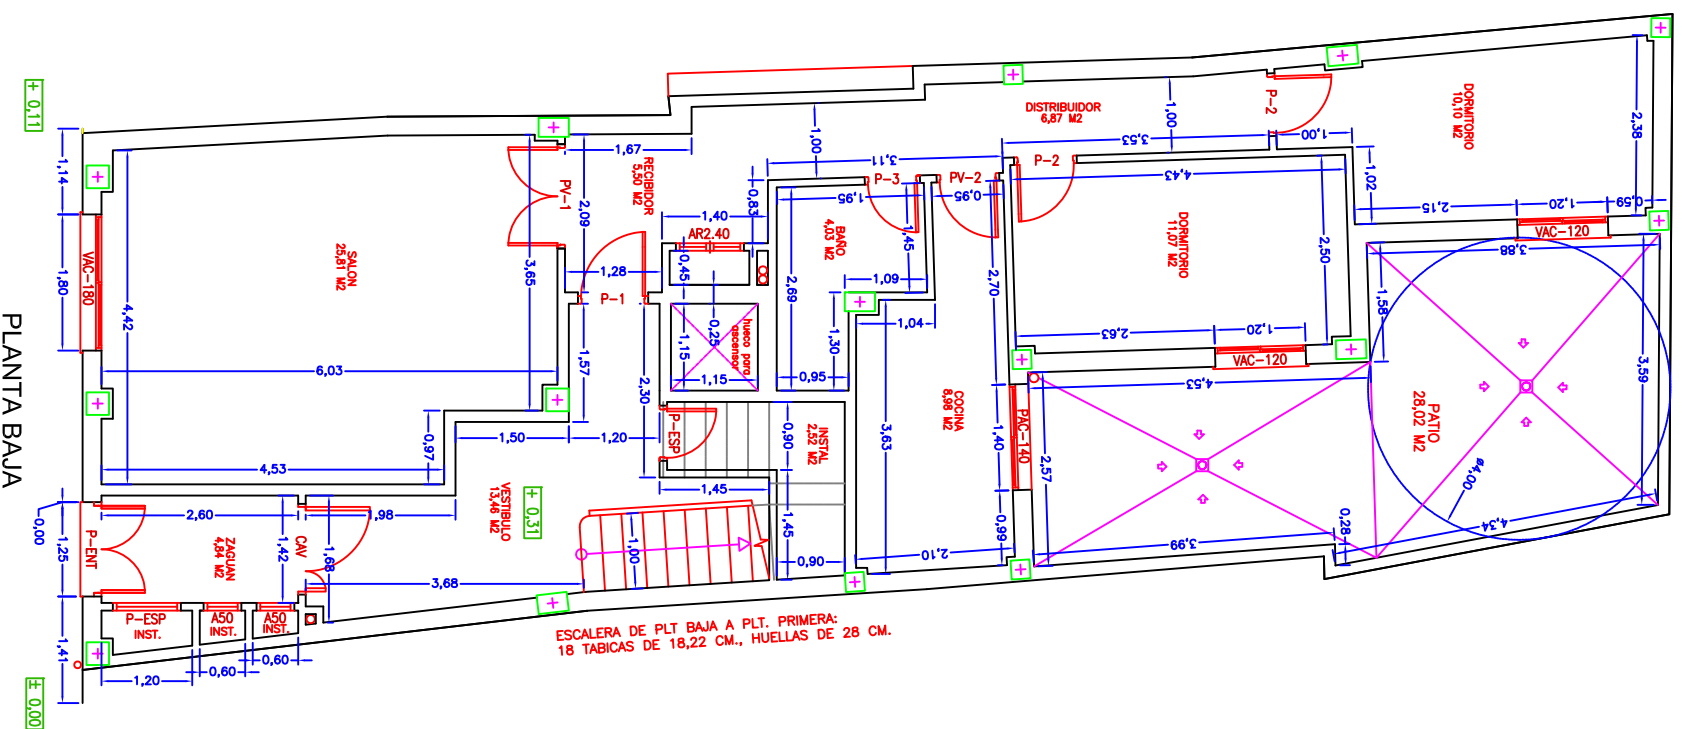 ± 0,11
1,14
1,80
VAC-180
4,42
SALON
25,81 M2
6,03
4,53
0,97
3,65
PV-1
2,09
1,67
RECIBIDOR
5,50 M2
1,28
P-1
1,57
2,30
1,50
1,20
1,40
AR2.40
0,83
0,45
0,25
1,15
1,15
hueco para
ascensor
1,00
3,11
P-3
PV-2
1,95
0,95
BAÑO
4,03 M2
1,45
1,09
2,69
1,04
1,30
0,95
2,70
DISTRIBUIDOR
6,87 M2
1,00
3,53
P-2
P-2
1,00
DORMITORIO
10,10 M2
2,38
1,02
2,15
1,20
0,59
VAC-120
3,88
4,43
DORMITORIO
11,07 M2
2,50
2,63
1,20
VAC-120
1,58
4,53
3,59
PATIO
28,02 M2
ø4,00
4,34
0,28
3,99
2,57
PAC-140
1,40
0,99
COCINA
8,98 M2
3,63
2,10
INSTAL
2,52 M2
0,90
1,45
0,90
P-ESP
1,45
1,00
VESTIBULO
13,46 M2
± 0,31
1,98
3,68
1,68
1,42
CAV
ZAGUAN
4,84 M2
2,60
P-ENT
1,25
±0,00
1,41
P-ESP
INST.
A50
INST.
A50
INST.
1,20
0,60
0,60
± 0,00
ESCALERA DE PLT BAJA A PLT. PRIMERA:
18 TABICAS DE 18,22 CM., HUELLAS DE 28 CM.
PLANTA BAJA